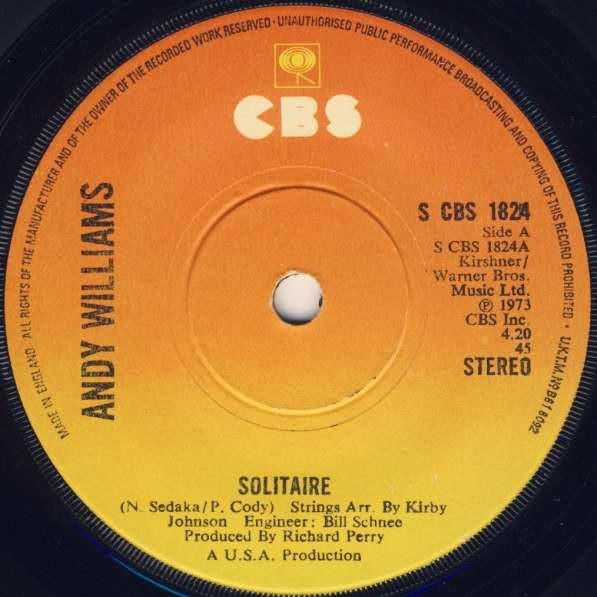 MADE IN ENGLAND. ALL RIGHTS OF THE MANUFACTURER AND OF THE OWNER OF THE RECORDED WORK RESERVED · UNAUTHORISED PUBLIC PERFORMANCE BROADCASTING AND COPYING OF THIS RECORD PROHIBITED · U.K.T.M. Nº B618092
CBS
ANDY WILLIAMS
S CBS 1824
Side A
S CBS 1824A
Kirshner/
Warner Bros.
Music Ltd.
℗ 1973
CBS Inc.
4.20
45
STEREO
SOLITAIRE
(N. Sedaka/P. Cody) Strings Arr. By Kirby
Johnson Engineer: Bill Schnee
Produced By Richard Perry
A U.S.A. Production